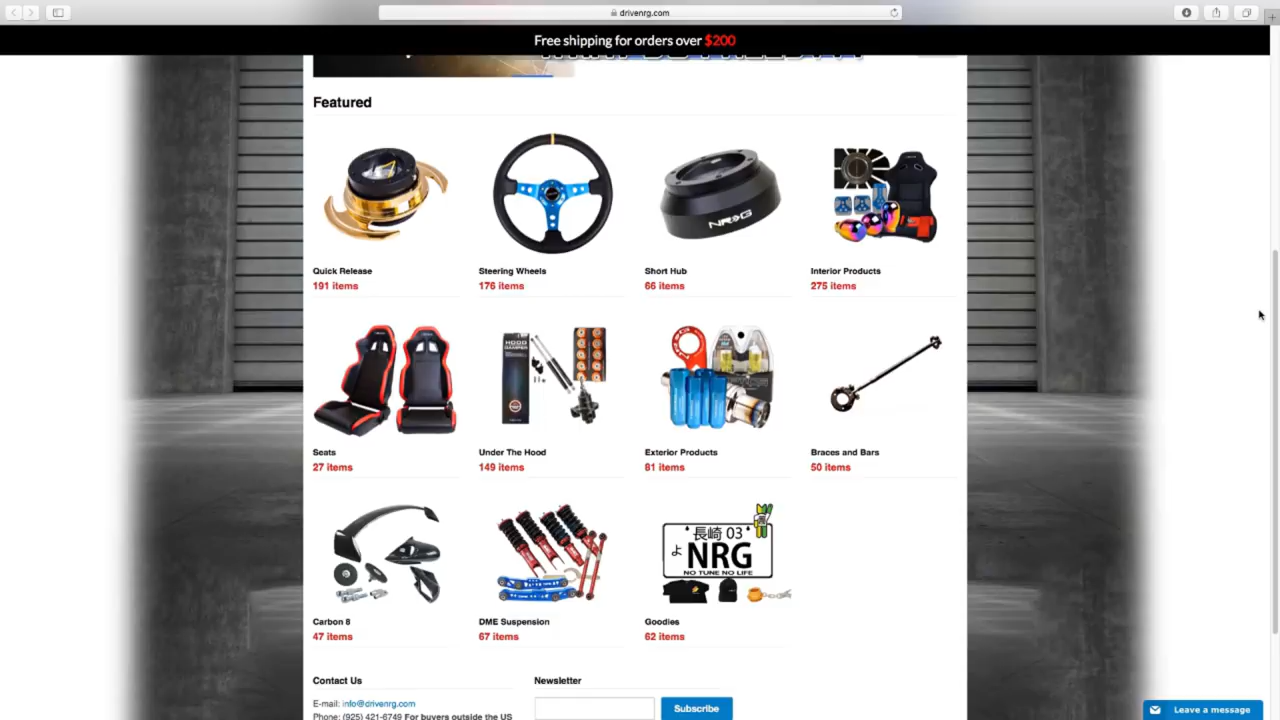 drivenrg.com
Free shipping for orders over $200
Featured
NRG
Quick Release
191 items
Steering Wheels
176 items
Short Hub
66 items
Interior Products
275 items
HOOD
DAMPER
Seats
27 items
Under The Hood
149 items
Exterior Products
81 items
Braces and Bars
50 items
長崎 03
よ NRG
NO TUNE NO LIFE
Carbon 8
47 items
DME Suspension
67 items
Goodies
62 items
Contact Us
E-mail: info@drivenrg.com
Phone: (925) 421-6749 For buyers outside the US
Newsletter
Subscribe
Leave a message